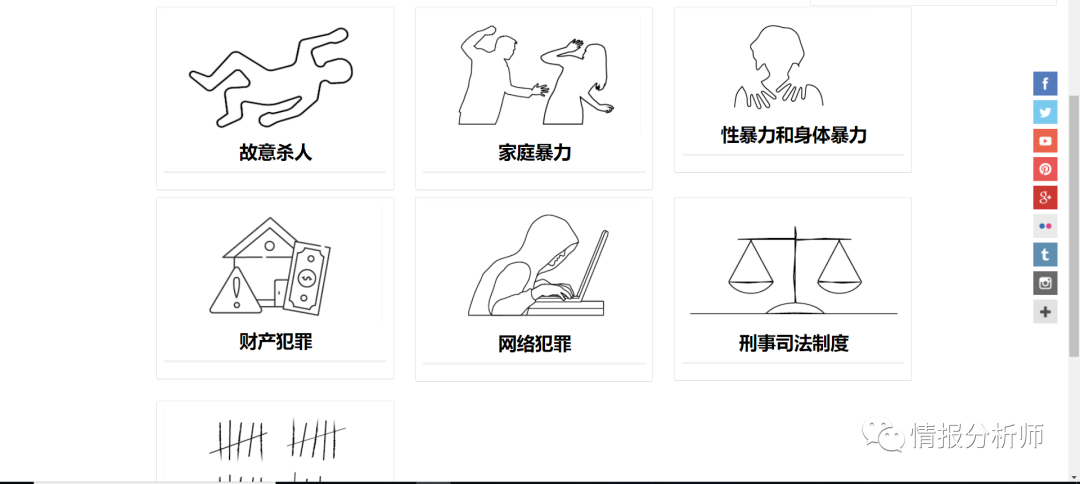 故意杀人
家庭暴力
性暴力和身体暴力
财产犯罪
网络犯罪
刑事司法制度
情报分析师